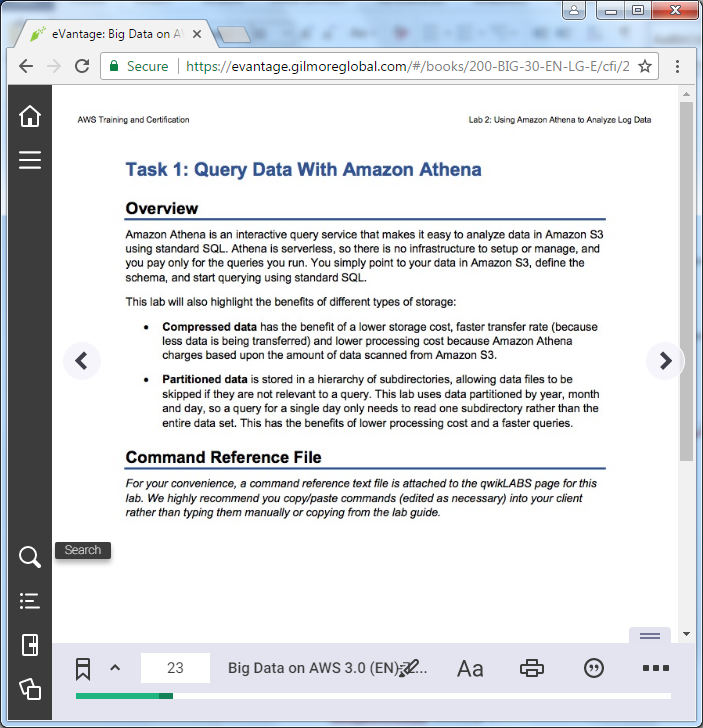 eVantage: Big Data on A
Secure
https://evantage.gilmoreglobal.com/#/books/200-BIG-30-EN-LG-E/cfi/2
AWS Training and Certification
Lab 2: Using Amazon Athena to Analyze Log Data
Task 1: Query Data With Amazon Athena
Overview
Amazon Athena is an interactive query service that makes it easy to analyze data in Amazon S3
using standard SQL. Athena is serverless, so there is no infrastructure to setup or manage, and
you pay only for the queries you run. You simply point to your data in Amazon S3, define the
schema, and start querying using standard SQL.
This lab will also highlight the benefits of different types of storage:
• Compressed data has the benefit of a lower storage cost, faster transfer rate (because
less data is being transferred) and lower processing cost because Amazon Athena
charges based upon the amount of data scanned from Amazon S3.
• Partitioned data is stored in a hierarchy of subdirectories, allowing data files to be
skipped if they are not relevant to a query. This lab uses data partitioned by year, month
and day, so a query for a single day only needs to read one subdirectory rather than the
entire data set. This has the benefits of lower processing cost and a faster queries.
Command Reference File
For your convenience, a command reference text file is attached to the qwikLABS page for this
lab. We highly recommend you copy/paste commands (edited as necessary) into your client
rather than typing them manually or copying from the lab guide.
Search
23
Big Data on AWS 3.0 (EN)
Aa